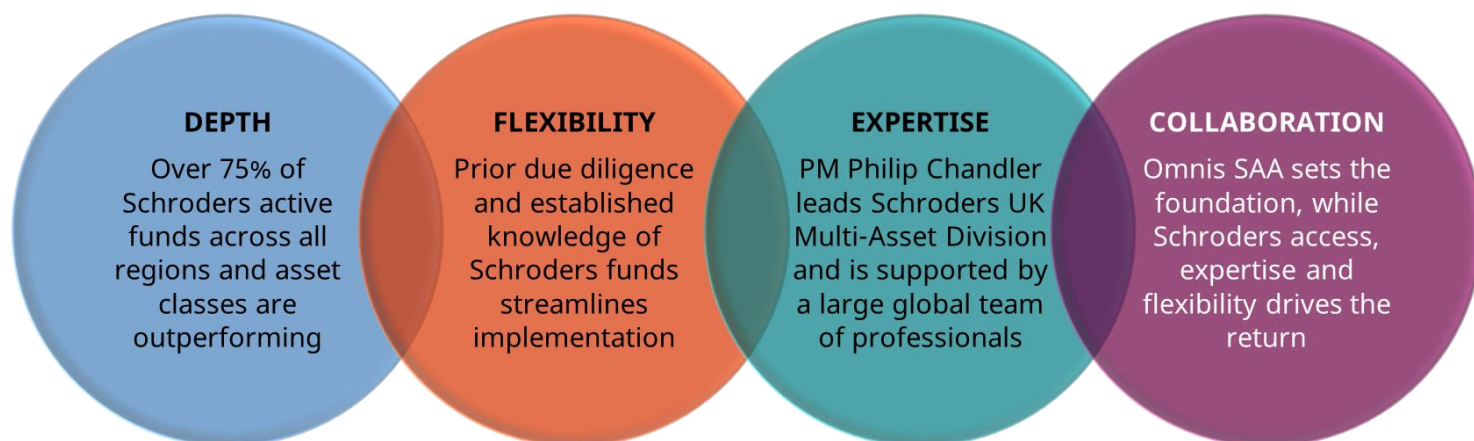 DEPTH
Over 75% of
Schroders active
funds across all
regions and asset
classes are
outperforming
FLEXIBILITY
Prior due diligence
and established
knowledge of
Schroders funds
streamlines
implementation
EXPERTISE
PM Philip Chandler
leads Schroders UK
Multi-Asset Division
and is supported by
a large global team
of professionals
COLLABORATION
Omnis SAA sets the
foundation, while
Schroders access,
expertise and
flexibility drives the
return